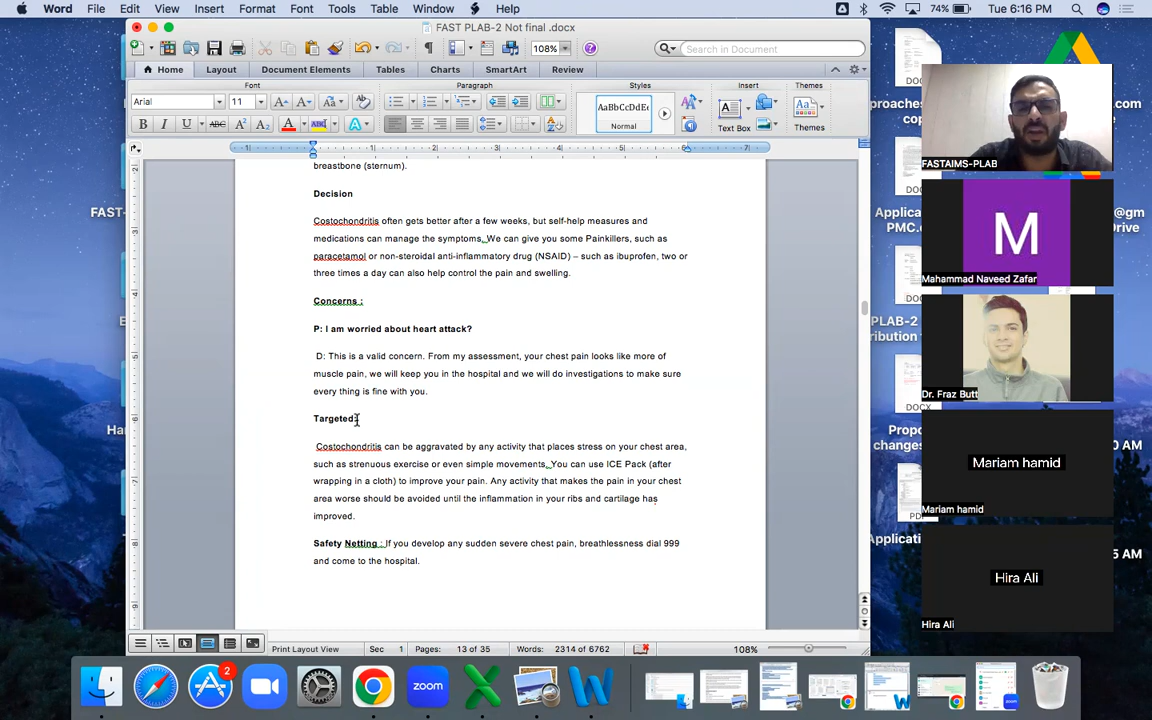 Word File Edit View Insert Format Font Tools Table Window Help
74% Tue 6:16 PM
FAST PLAB-2 Not final .docx
108%
Search in Document
Home Layout Document Elements Tables Charts SmartArt Review
Font Paragraph Styles Insert Themes
Arial 11
AaBbCcDdEe
Normal
Text Box
Themes
breastbone (sternum).
Decision
Costochondritis often gets better after a few weeks, but self-help measures and
medications can manage the symptoms. We can give you some Painkillers, such as
paracetamol or non-steroidal anti-inflammatory drug (NSAID) – such as ibuprofen, two or
three times a day can also help control the pain and swelling.
Concerns :
P: I am worried about heart attack?
D: This is a valid concern. From my assessment, your chest pain looks like more of
muscle pain, we will keep you in the hospital and we will do investigations to make sure
every thing is fine with you.
Targeted:
Costochondritis can be aggravated by any activity that places stress on your chest area,
such as strenuous exercise or even simple movements. You can use ICE Pack (after
wrapping in a cloth) to improve your pain. Any activity that makes the pain in your chest
area worse should be avoided until the inflammation in your ribs and cartilage has
improved.
Safety Netting : If you develop any sudden severe chest pain, breathlessness dial 999
and come to the hospital.
Print Layout View Sec 1 Pages: 13 of 35 Words: 2314 of 6762 108%
FASTAIMS-PLAB
M
Mahammad Naveed Zafar
Dr. Fraz Butt
Mariam hamid
Mariam hamid
Hira Ali
Hira Ali
FAST-
PMC.
@gm
Drive
PLAB-2
DOCX
2
zoom